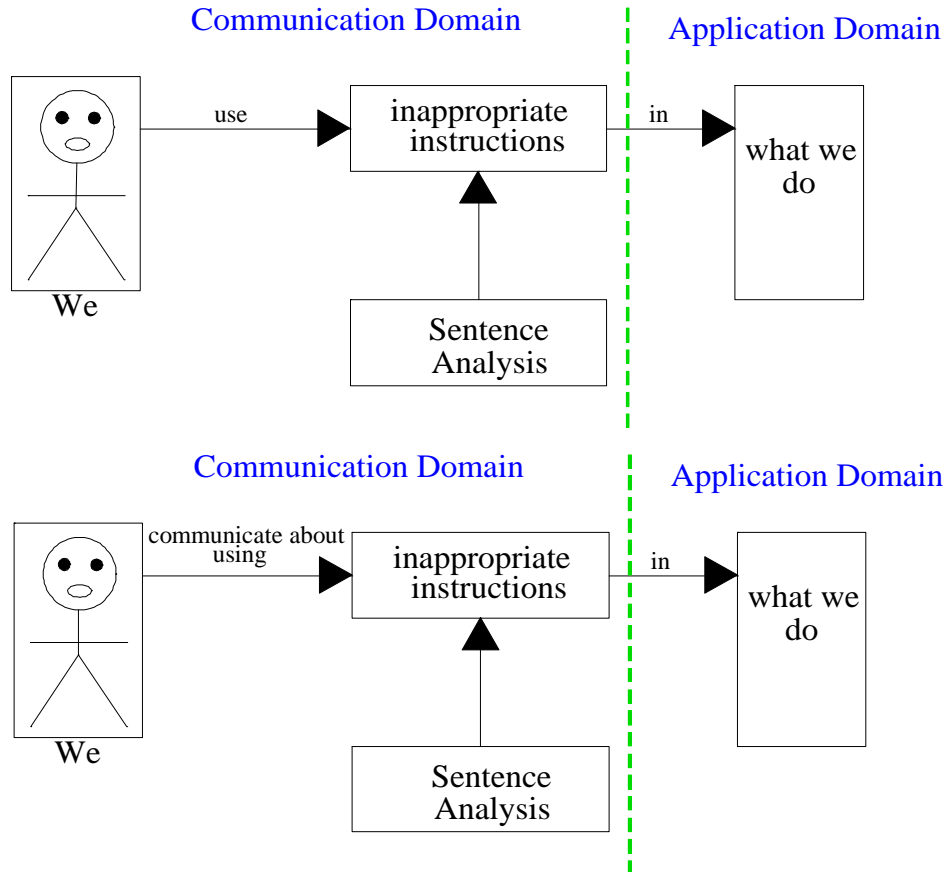 Communication Domain
Application Domain
use
inappropriate
instructions
in
what we
do
We
Sentence
Analysis
Communication Domain
Application Domain
communicate about
using
inappropriate
instructions
in
what we
do
We
Sentence
Analysis